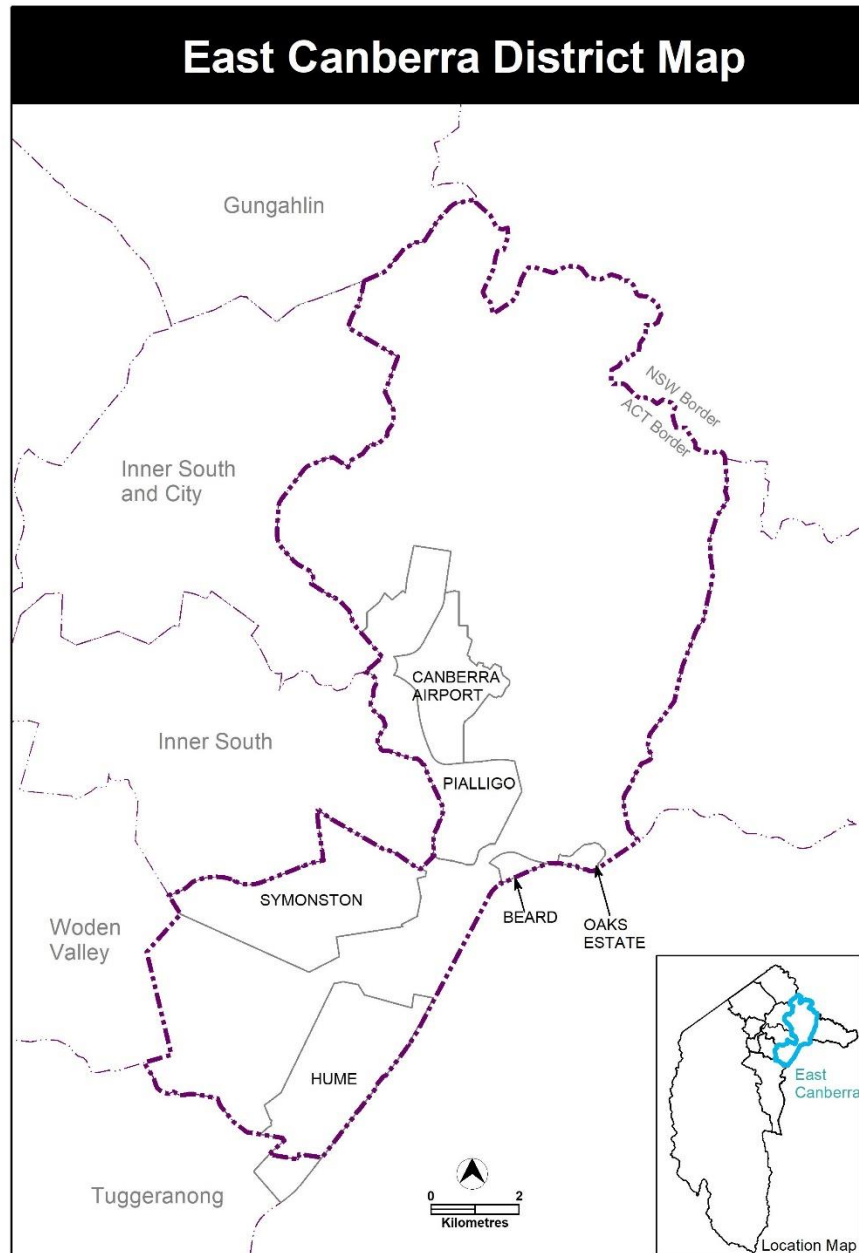 East Canberra District Map
Gungahlin
NSW Border
ACT Border
Inner South
and City
CANBERRA
AIRPORT
Inner South
PIALLIGO
SYMONSTON
BEARD
OAKS
ESTATE
Woden
Valley
HUME
East
Canberra
Tuggeranong
0 2
Kilometres
Location Map